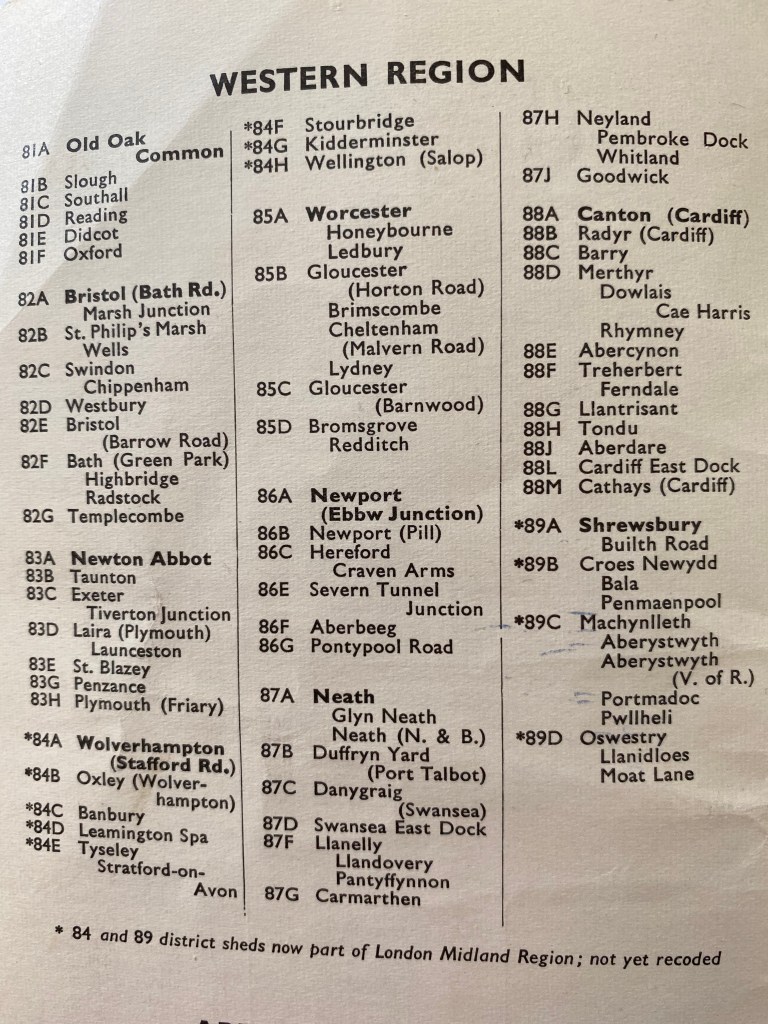 WESTERN REGION
81A Old Oak
Common
81B Slough
81C Southall
81D Reading
81E Didcot
81F Oxford
82A Bristol (Bath Rd.)
Marsh Junction
82B St. Philip's Marsh
Wells
82C Swindon
Chippenham
82D Westbury
82E Bristol
(Barrow Road)
82F Bath (Green Park)
Highbridge
Radstock
82G Templecombe
83A Newton Abbot
83B Taunton
83C Exeter
Tiverton Junction
83D Laira (Plymouth)
Launceston
83E St. Blazey
83G Penzance
83H Plymouth (Friary)
*84A Wolverhampton
(Stafford Rd.)
*84B Oxley (Wolver-
hampton)
*84C Banbury
*84D Leamington Spa
*84E Tyseley
Stratford-on-
Avon
*84F Stourbridge
*84G Kidderminster
*84H Wellington (Salop)
85A Worcester
Honeybourne
Ledbury
85B Gloucester
(Horton Road)
Brimscombe
Cheltenham
(Malvern Road)
Lydney
85C Gloucester
(Barnwood)
85D Bromsgrove
Redditch
86A Newport
(Ebbw Junction)
86B Newport (Pill)
86C Hereford
Craven Arms
86E Severn Tunnel
Junction
86F Aberbeeg
86G Pontypool Road
87A Neath
Glyn Neath
Neath (N. & B.)
87B Duffryn Yard
(Port Talbot)
87C Danygraig
(Swansea)
87D Swansea East Dock
87F Llanelly
Llandovery
Pantyffynnon
87G Carmarthen
87H Neyland
Pembroke Dock
Whitland
87J Goodwick
88A Canton (Cardiff)
88B Radyr (Cardiff)
88C Barry
88D Merthyr
Dowlais
Cae Harris
Rhymney
88E Abercynon
88F Treherbert
Ferndale
88G Llantrisant
88H Tondu
88J Aberdare
88L Cardiff East Dock
88M Cathays (Cardiff)
*89A Shrewsbury
Builth Road
*89B Croes Newydd
Bala
Penmaenpool
*89C Machynlleth
Aberystwyth
Aberystwyth
(V. of R.)
Portmadoc
Pwllheli
*89D Oswestry
Llanidloes
Moat Lane
* 84 and 89 district sheds now part of London Midland Region; not yet recoded